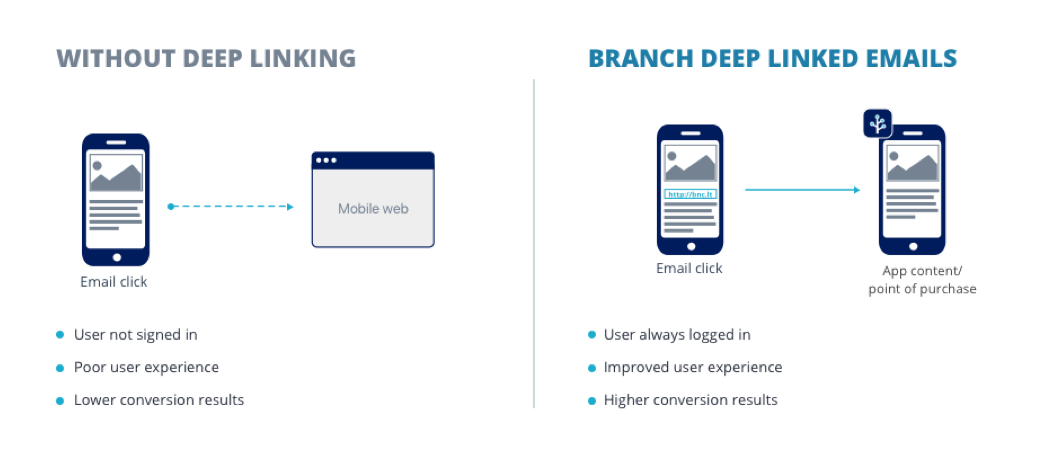 WITHOUT DEEP LINKING
Mobile web
Email click
User not signed in
Poor user experience
Lower conversion results
BRANCH DEEP LINKED EMAILS
http://bnc.lt
Email click
App content/
point of purchase
User always logged in
Improved user experience
Higher conversion results